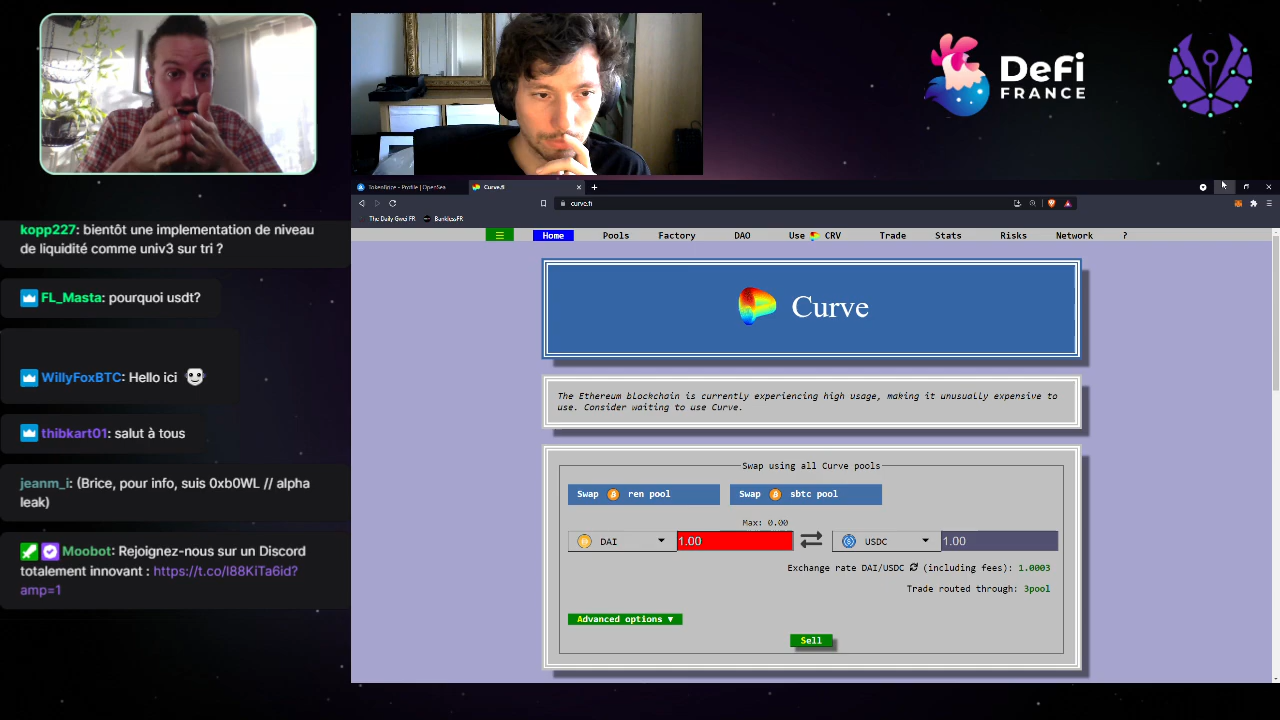 DeFi
FRANCE
kopp227: bientôt une implementation de niveau
de liquidité comme univ3 sur tri ?
FL_Masta: pourquoi usdt?
WillyFoxBTC: Hello ici
thibkart01: salut à tous
jeanm_i: (Brice, pour info, suis 0xb0WL // alpha
leak)
Moobot: Rejoignez-nous sur un Discord
totalement innovant : https://t.co/I88KiTa6id?
amp=1
Curve.fi
curve.fi
The Daily Gwei FR
BanklessFR
Home
Pools
Factory
DAO
Use CRV
Trade
Stats
Risks
Network
?
Curve
The Ethereum blockchain is currently experiencing high usage, making it unusually expensive to
use. Consider waiting to use Curve.
Swap using all Curve pools
Swap ren pool
Swap sbtc pool
Max: 0.00
DAI
1.00
USDC
1.00
Exchange rate DAI/USDC (including fees): 1.0003
Trade routed through: 3pool
Advanced options ▼
Sell